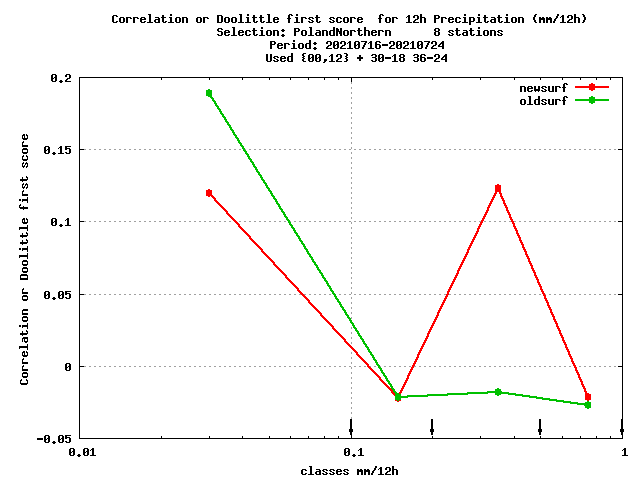 Correlation or Doolittle first score  for 12h Precipitation (mm/12h)
Selection: PolandNorthern      8 stations
Period: 20210716-20210724
Used {00,12} + 30-18 36-24
newsurf
oldsurf
0.2
0.15
0.1
0.05
0
-0.05
Correlation or Doolittle first score
0.01
0.1
1
classes mm/12h